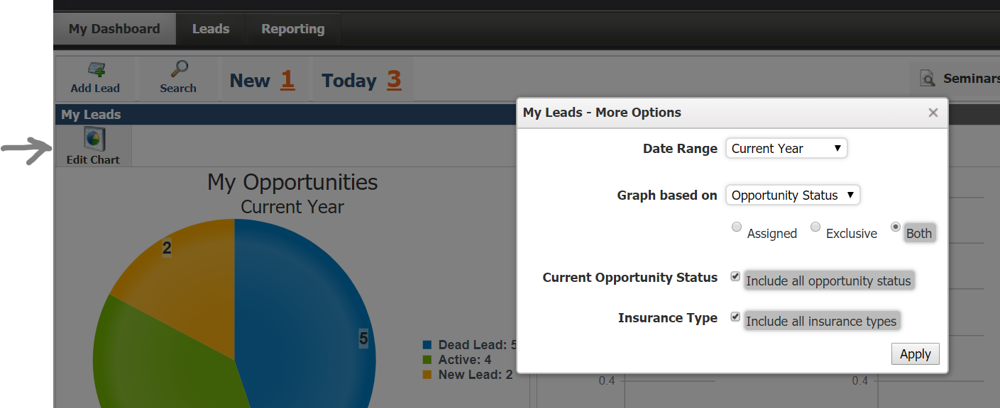 My Dashboard Leads Reporting
Add Lead Search New 1 Today 3 Seminars
My Leads
Edit Chart
My Opportunities
Current Year
2
5
Dead Lead: 5
Active: 4
New Lead: 2
My Leads - More Options ×
Date Range Current Year ▼
Graph based on Opportunity Status ▼
Assigned Exclusive Both
Current Opportunity Status Include all opportunity status
Insurance Type Include all insurance types
Apply
0.4 0.4